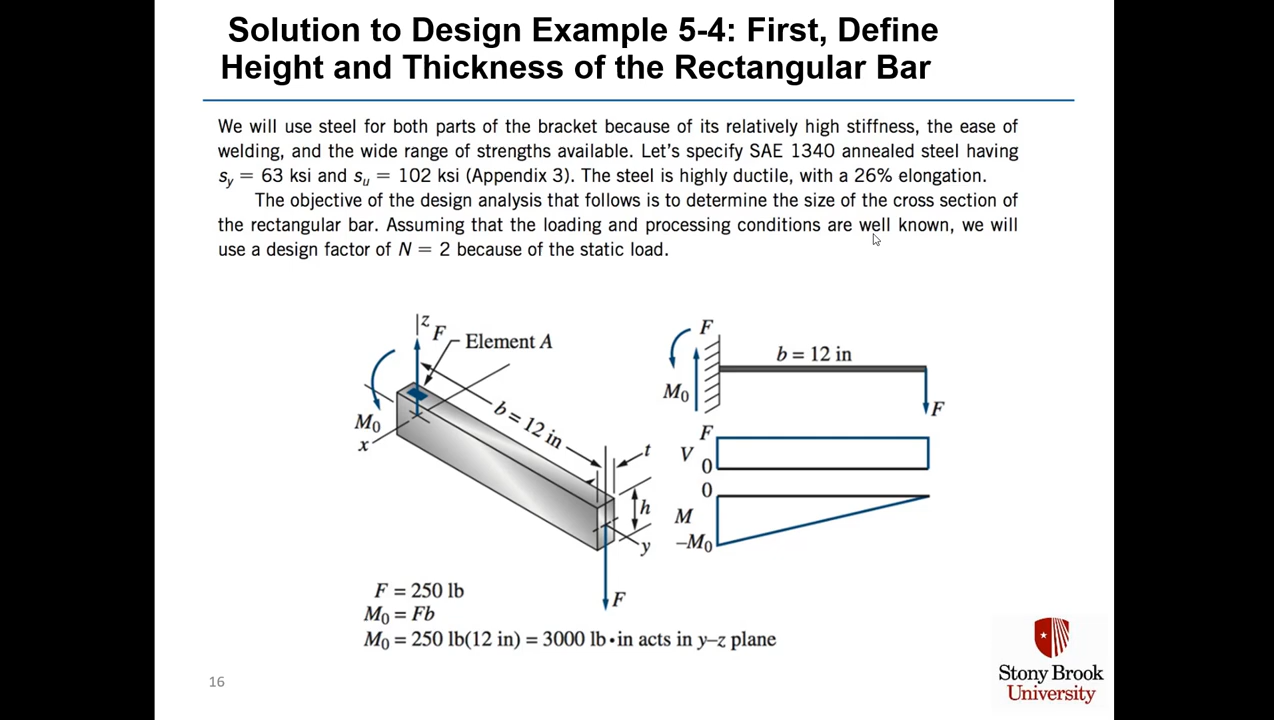 Solution to Design Example 5-4: First, Define
Height and Thickness of the Rectangular Bar
We will use steel for both parts of the bracket because of its relatively high stiffness, the ease of
welding, and the wide range of strengths available. Let's specify SAE 1340 annealed steel having
sy = 63 ksi and su = 102 ksi (Appendix 3). The steel is highly ductile, with a 26% elongation.
The objective of the design analysis that follows is to determine the size of the cross section of
the rectangular bar. Assuming that the loading and processing conditions are well known, we will
use a design factor of N = 2 because of the static load.
z
F
Element A
M0
x
b = 12 in
t
h
y
F
F = 250 lb
M0 = Fb
M0 = 250 lb(12 in) = 3000 lb•in acts in y–z plane
F
b = 12 in
M0
F
F
V
0
0
M
–M0
16
Stony Brook
University